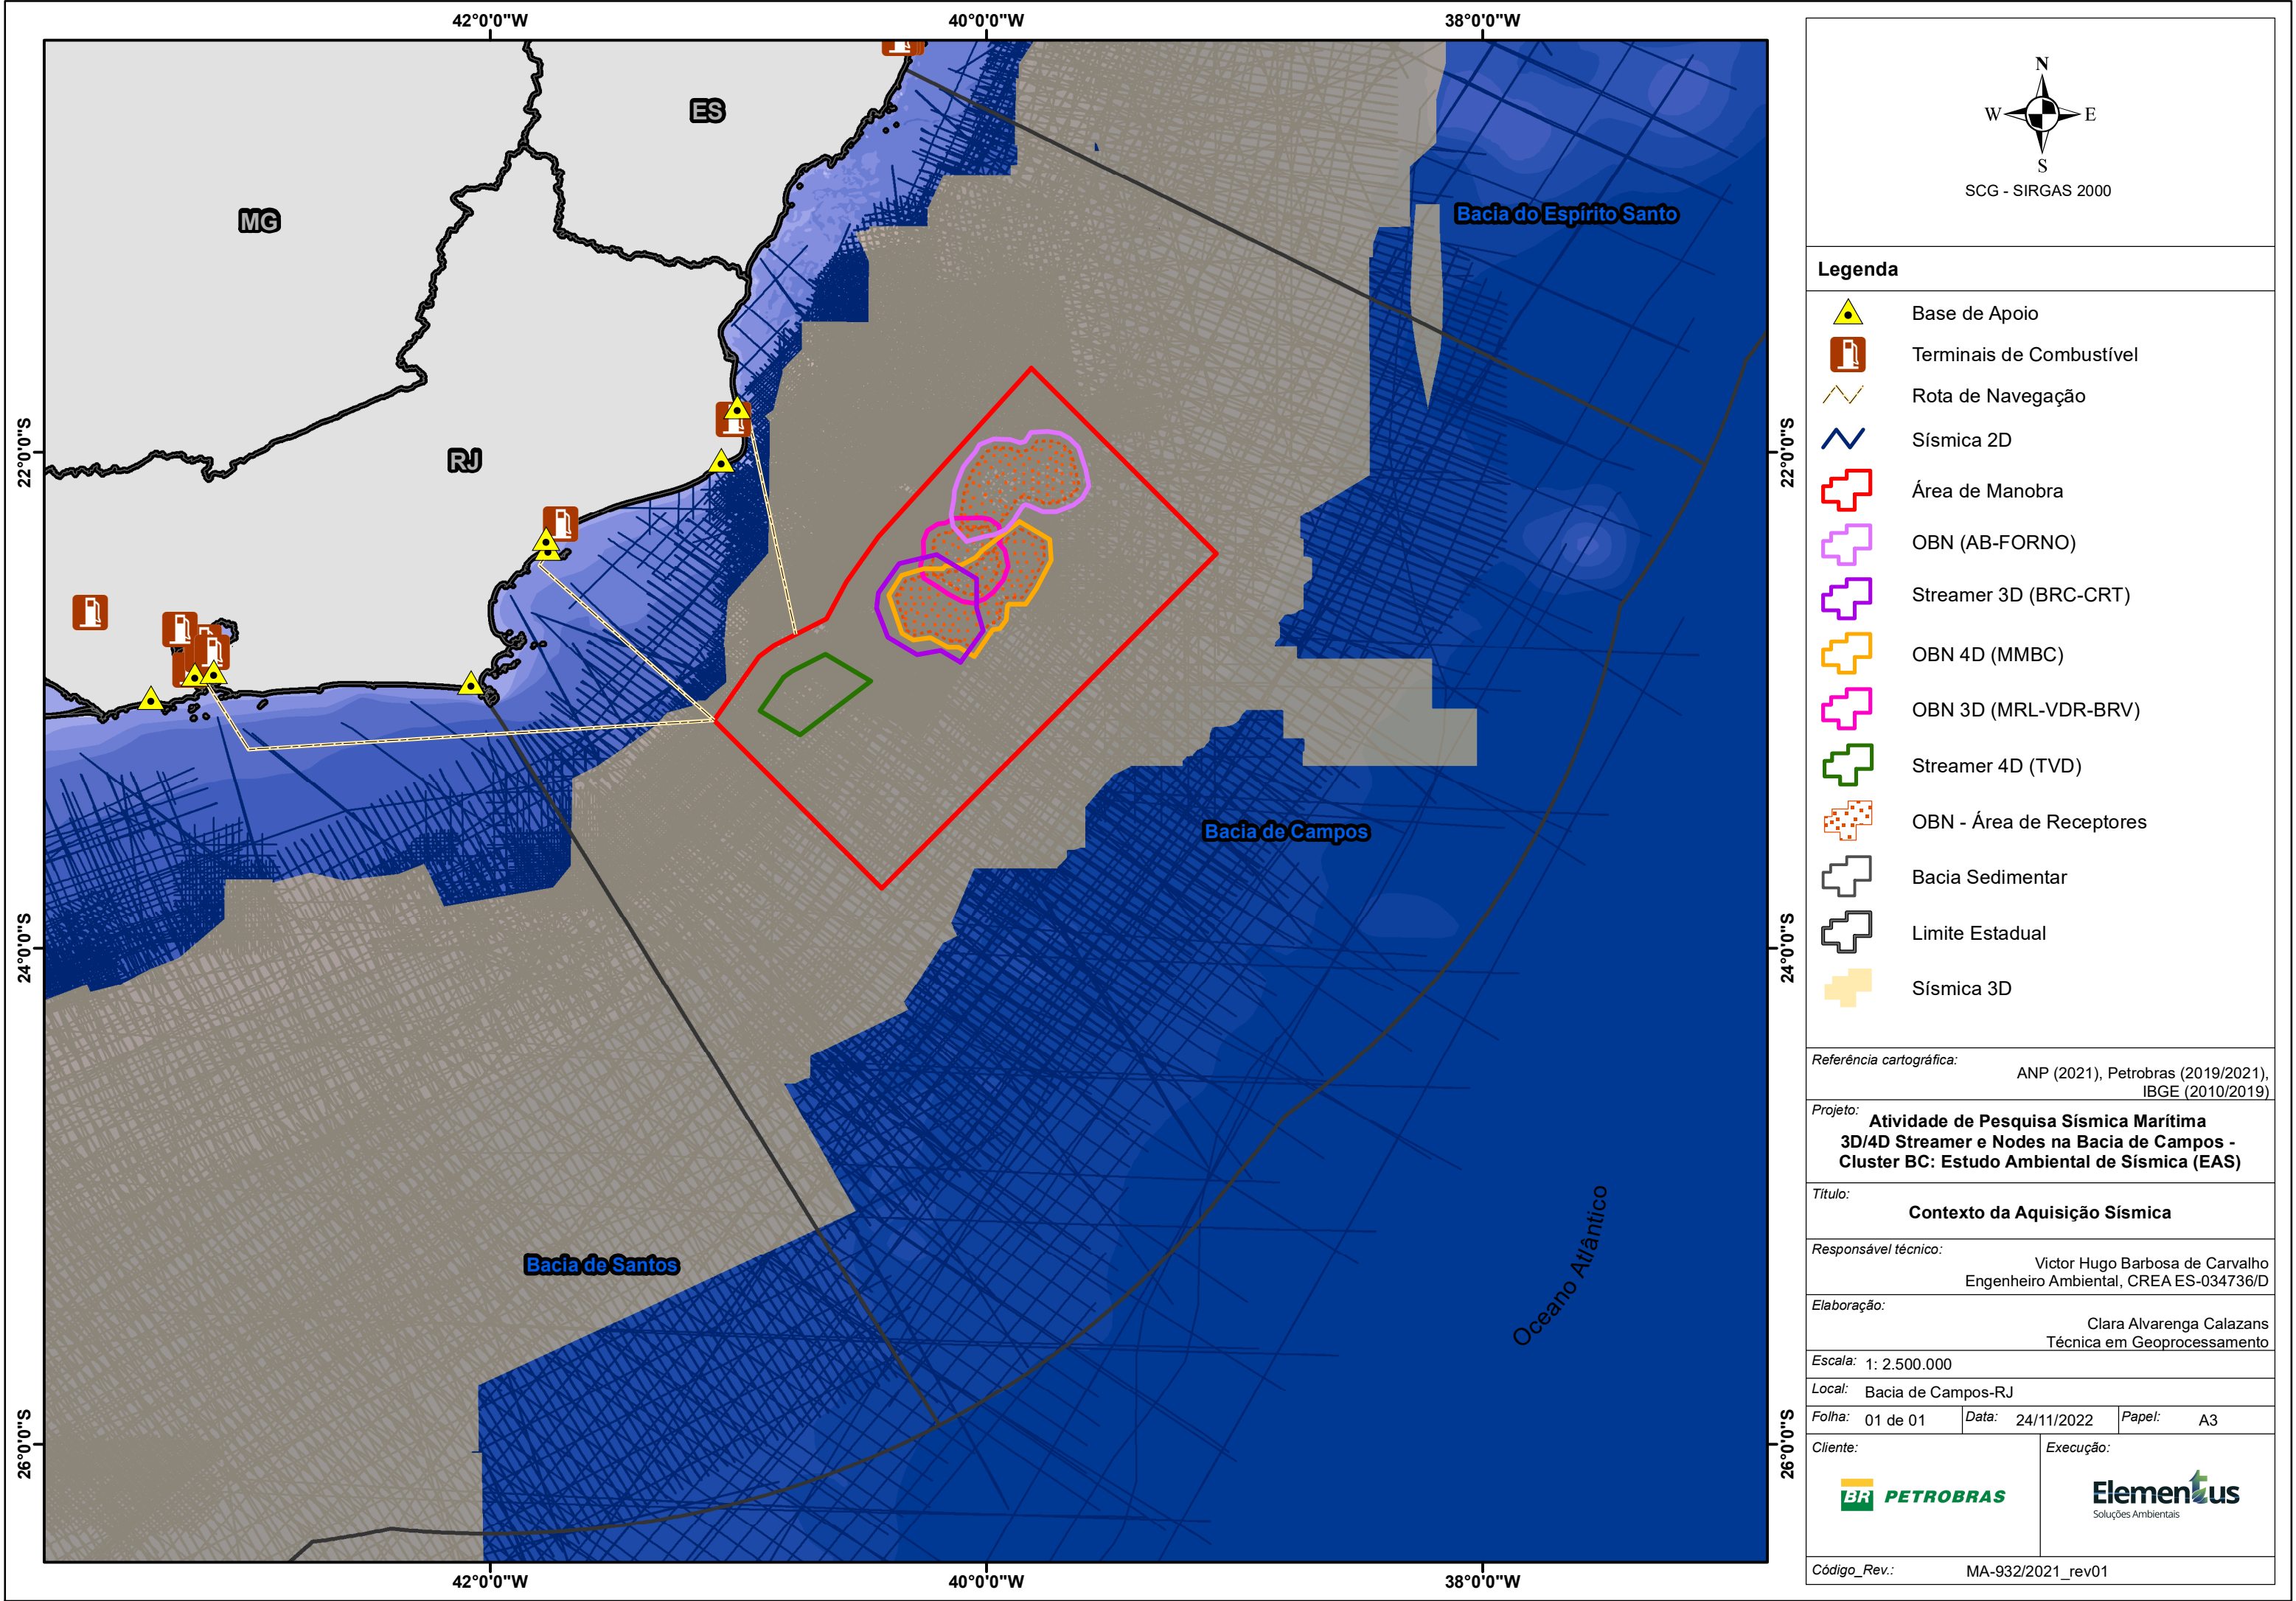 42°0'0"W
40°0'0"W
38°0'0"W
22°0'0"S
24°0'0"S
26°0'0"S
22°0'0"S
24°0'0"S
26°0'0"S
42°0'0"W
40°0'0"W
38°0'0"W
ES
MG
RJ
Bacia do Espírito Santo
Bacia de Campos
Bacia de Santos
Oceano Atlântico
N
W
E
S
SCG - SIRGAS 2000
Legenda
Base de Apoio
Terminais de Combustível
Rota de Navegação
Sísmica 2D
Área de Manobra
OBN (AB-FORNO)
Streamer 3D (BRC-CRT)
OBN 4D (MMBC)
OBN 3D (MRL-VDR-BRV)
Streamer 4D (TVD)
OBN - Área de Receptores
Bacia Sedimentar
Limite Estadual
Sísmica 3D
Referência cartográfica:
ANP (2021), Petrobras (2019/2021),
IBGE (2010/2019)
Projeto:
Atividade de Pesquisa Sísmica Marítima
3D/4D Streamer e Nodes na Bacia de Campos -
Cluster BC: Estudo Ambiental de Sísmica (EAS)
Título:
Contexto da Aquisição Sísmica
Responsável técnico:
Victor Hugo Barbosa de Carvalho
Engenheiro Ambiental, CREA ES-034736/D
Elaboração:
Clara Alvarenga Calazans
Técnica em Geoprocessamento
Escala: 1: 2.500.000
Local: Bacia de Campos-RJ
Folha: 01 de 01 Data: 24/11/2022 Papel: A3
Cliente:
BR PETROBRAS
Execução:
Elementus
Soluções Ambientais
Código_Rev.: MA-932/2021_rev01